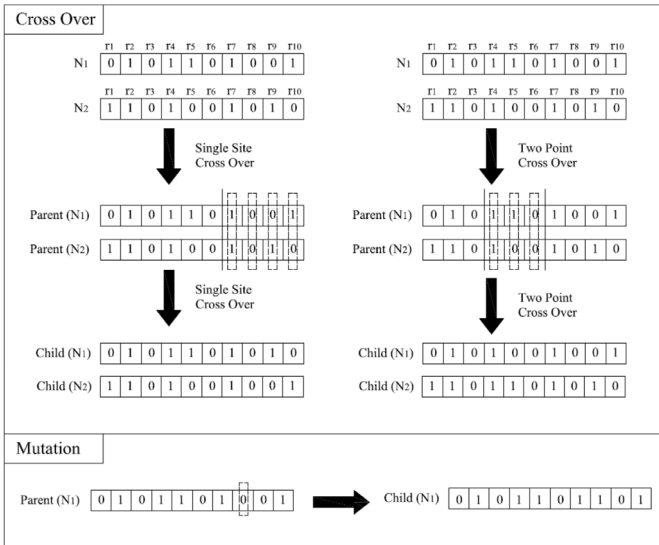 Cross Over
r1 r2 r3 r4 r5 r6 r7 r8 r9 r10
N1 0 1 0 1 1 0 1 0 0 1
r1 r2 r3 r4 r5 r6 r7 r8 r9 r10
N2 1 1 0 1 0 0 1 0 1 0
Single Site
Cross Over
Parent (N1) 0 1 0 1 1 0 1 0 0 1
Parent (N2) 1 1 0 1 0 0 1 0 1 0
Single Site
Cross Over
Child (N1) 0 1 0 1 1 0 1 0 1 0
Child (N2) 1 1 0 1 0 0 1 0 0 1
r1 r2 r3 r4 r5 r6 r7 r8 r9 r10
N1 0 1 0 1 1 0 1 0 0 1
r1 r2 r3 r4 r5 r6 r7 r8 r9 r10
N2 1 1 0 1 0 0 1 0 1 0
Two Point
Cross Over
Parent (N1) 0 1 0 1 1 0 1 0 0 1
Parent (N2) 1 1 0 1 0 0 1 0 1 0
Two Point
Cross Over
Child (N1) 0 1 0 1 0 0 1 0 0 1
Child (N2) 1 1 0 1 1 0 1 0 1 0
Mutation
Parent (N1) 0 1 0 1 1 0 1 0 0 1
Child (N1) 0 1 0 1 1 0 1 1 0 1